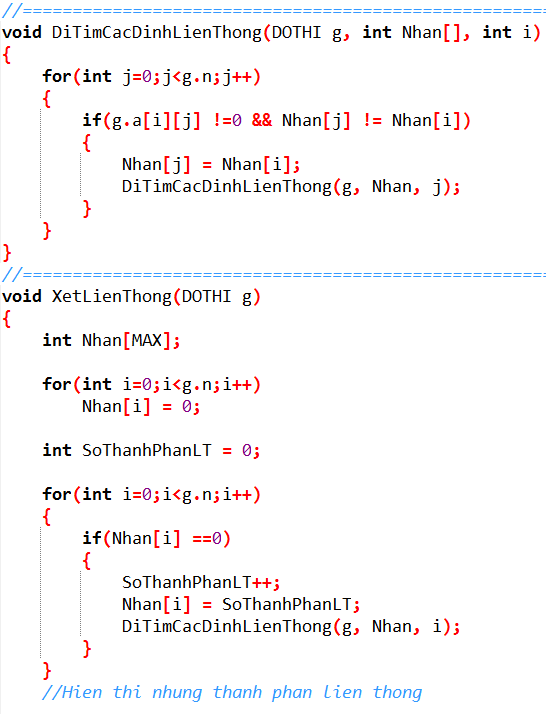 //====================================================
void DiTimCacDinhLienThong(DOTHI g, int Nhan[], int i)
{
    for(int j=0;j<g.n;j++)
    {
        if(g.a[i][j] !=0 && Nhan[j] != Nhan[i])
        {
            Nhan[j] = Nhan[i];
            DiTimCacDinhLienThong(g, Nhan, j);
        }
    }
}
//====================================================
void XetLienThong(DOTHI g)
{
    int Nhan[MAX];
    for(int i=0;i<g.n;i++)
        Nhan[i] = 0;
    int SoThanhPhanLT = 0;
    for(int i=0;i<g.n;i++)
    {
        if(Nhan[i] ==0)
        {
            SoThanhPhanLT++;
            Nhan[i] = SoThanhPhanLT;
            DiTimCacDinhLienThong(g, Nhan, i);
        }
    }
    //Hien thi nhung thanh phan lien thong